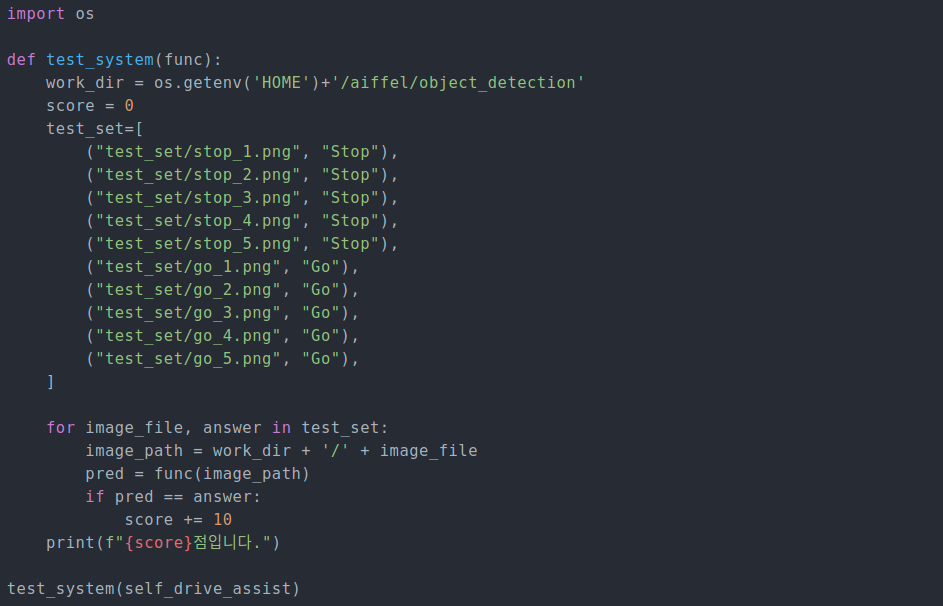 import os

def test_system(func):
    work_dir = os.getenv('HOME')+'/aiffel/object_detection'
    score = 0
    test_set=[
        ("test_set/stop_1.png", "Stop"),
        ("test_set/stop_2.png", "Stop"),
        ("test_set/stop_3.png", "Stop"),
        ("test_set/stop_4.png", "Stop"),
        ("test_set/stop_5.png", "Stop"),
        ("test_set/go_1.png", "Go"),
        ("test_set/go_2.png", "Go"),
        ("test_set/go_3.png", "Go"),
        ("test_set/go_4.png", "Go"),
        ("test_set/go_5.png", "Go"),
    ]

    for image_file, answer in test_set:
        image_path = work_dir + '/' + image_file
        pred = func(image_path)
        if pred == answer:
            score += 10
    print(f"{score}점입니다.")

test_system(self_drive_assist)